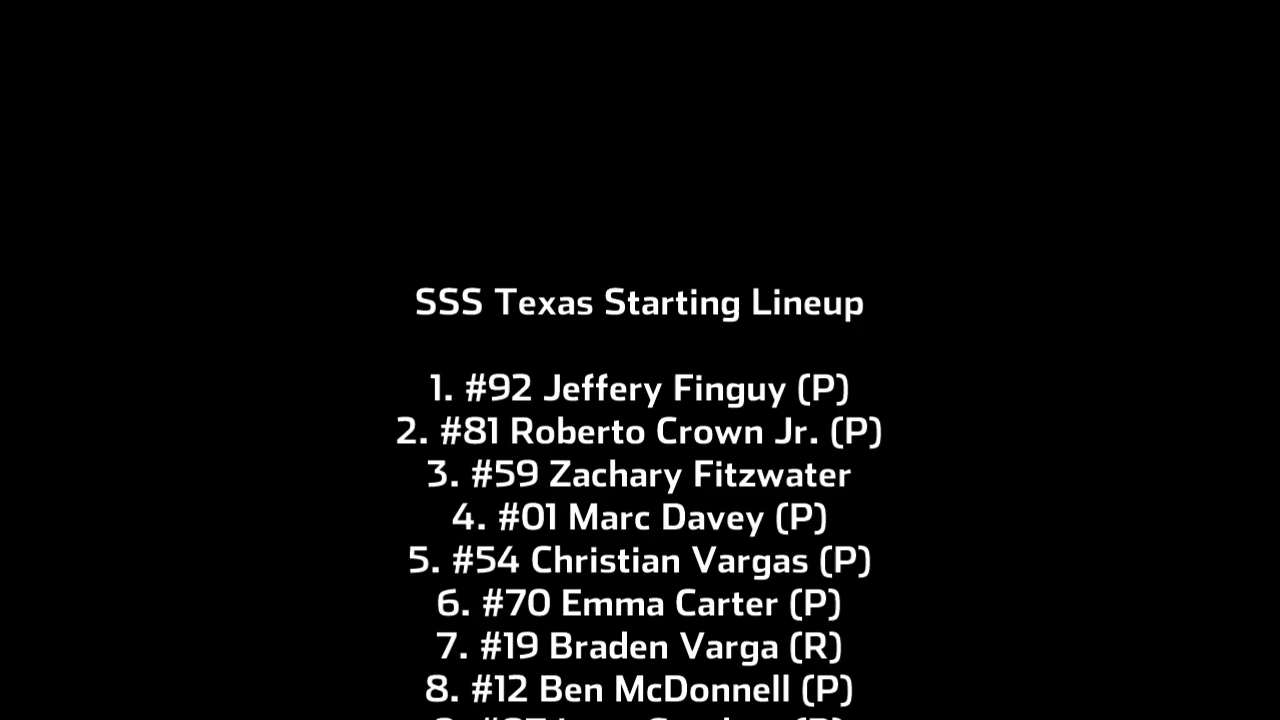 SSS Texas Starting Lineup
1. #92 Jeffery Finguy (P)
2. #81 Roberto Crown Jr. (P)
3. #59 Zachary Fitzwater
4. #01 Marc Davey (P)
5. #54 Christian Vargas (P)
6. #70 Emma Carter (P)
7. #19 Braden Varga (R)
8. #12 Ben McDonnell (P)